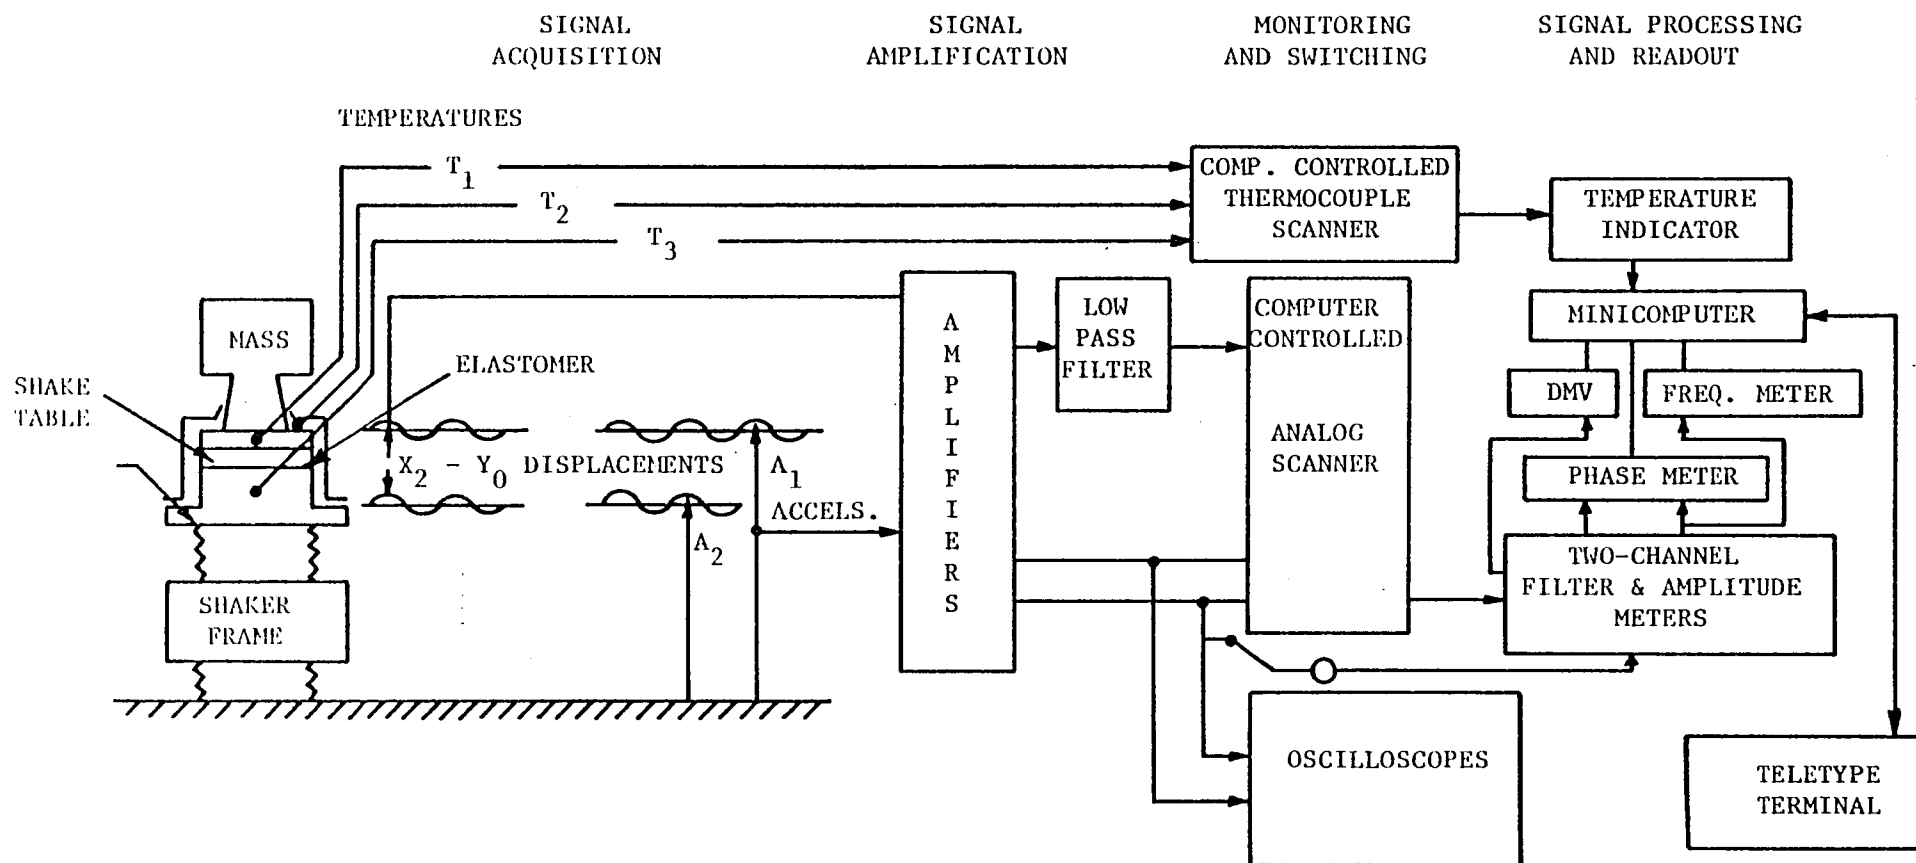 SIGNAL
ACQUISITION
SIGNAL
AMPLIFICATION
MONITORING
AND SWITCHING
SIGNAL PROCESSING
AND READOUT
TEMPERATURES
T1
T2
T3
COMP. CONTROLLED
THERMOCOUPLE
SCANNER
TEMPERATURE
INDICATOR
MASS
ELASTOMER
SHAKE
TABLE
X2 - Y0 DISPLACEMENTS
A1
ACCELS.
A2
SHAKER
FRAME
AMPLIFIERS
LOW
PASS
FILTER
COMPUTER
CONTROLLED
ANALOG
SCANNER
MINICOMPUTER
DMV
FREQ. METER
PHASE METER
TWO-CHANNEL
FILTER & AMPLITUDE
METERS
OSCILLOSCOPES
TELETYPE
TERMINAL